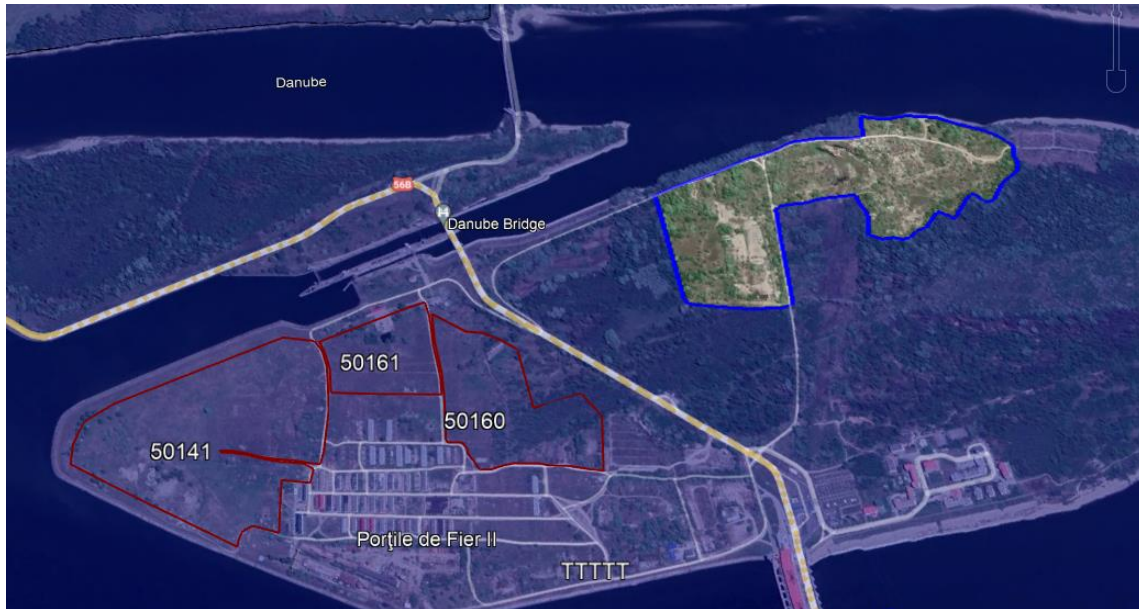 Danube
56B
Danube Bridge
50161
50160
50141
Porţile de Fier II
TTTTT